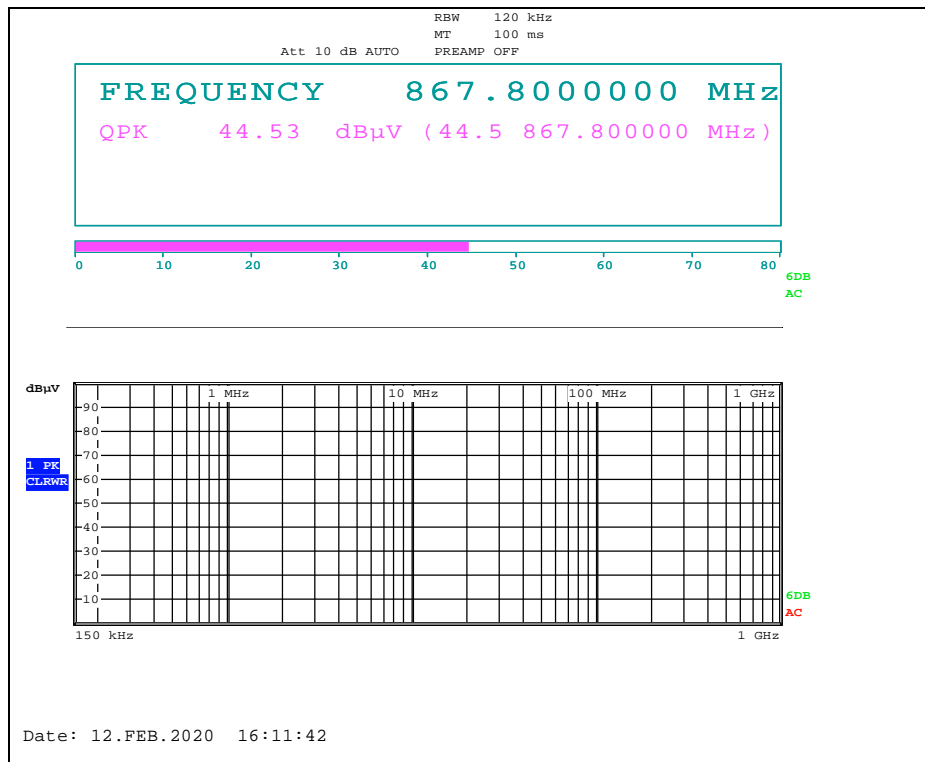 RBW 120 kHz
MT 100 ms
Att 10 dB AUTO PREAMP OFF
FREQUENCY 867.8000000 MHz
QPK 44.53 dBµV (44.5 867.800000 MHz)
0 10 20 30 40 50 60 70 80
6DB
AC
dBµV
1 MHz 10 MHz 100 MHz 1 GHz
90
80
70
1 PK
60
CLRWR
50
40
30
20
10
6DB
AC
150 kHz 1 GHz
Date: 12.FEB.2020 16:11:42